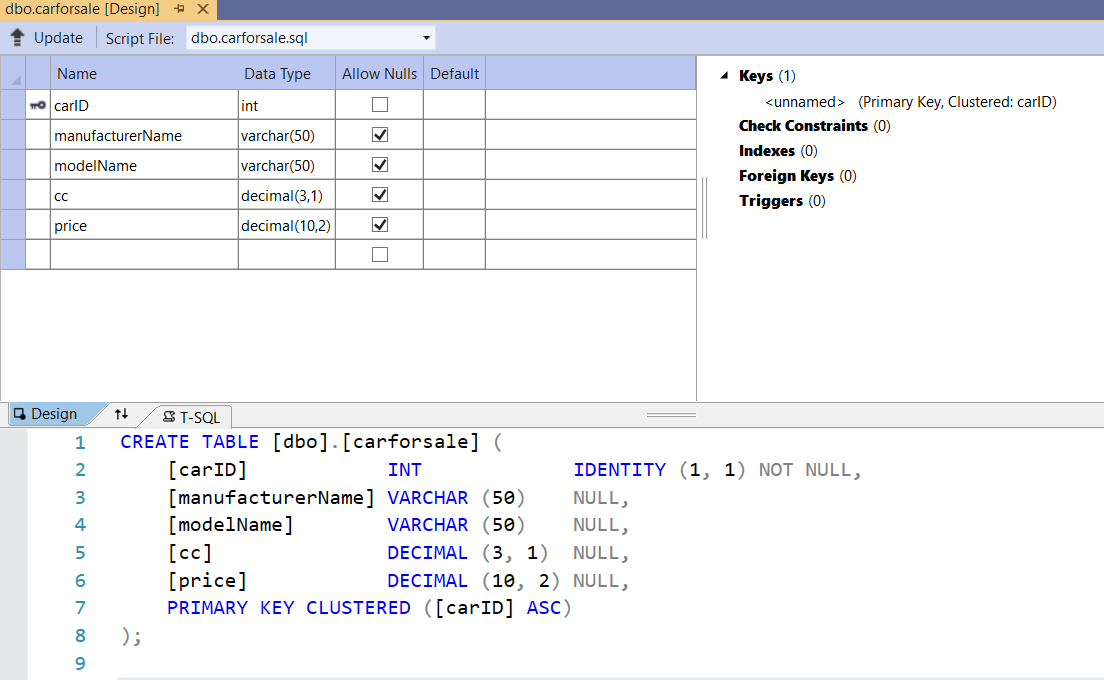 dbo.carforsale [Design]
Update Script File: dbo.carforsale.sql
Name Data Type Allow Nulls Default
carID int
manufacturerName varchar(50)
modelName varchar(50)
cc decimal(3,1)
price decimal(10,2)
Keys (1)
<unnamed> (Primary Key, Clustered: carID)
Check Constraints (0)
Indexes (0)
Foreign Keys (0)
Triggers (0)
Design T-SQL
1 CREATE TABLE [dbo].[carforsale] (
2 [carID] INT IDENTITY (1, 1) NOT NULL,
3 [manufacturerName] VARCHAR (50) NULL,
4 [modelName] VARCHAR (50) NULL,
5 [cc] DECIMAL (3, 1) NULL,
6 [price] DECIMAL (10, 2) NULL,
7 PRIMARY KEY CLUSTERED ([carID] ASC)
8 );
9